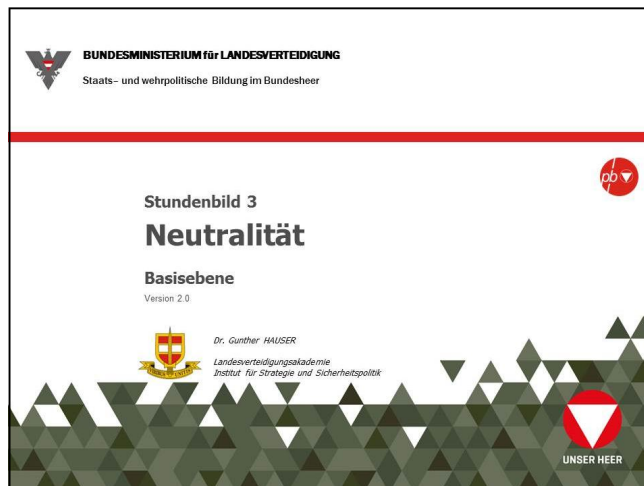 BUNDESMINISTERIUM für LANDESVERTEIDIGUNG
Staats- und wehrpolitische Bildung im Bundesheer
pb
Stundenbild 3
Neutralität
Basisebene
Version 2.0
Dr. Gunther HAUSER
Landesverteidigungsakademie
Institut für Strategie und Sicherheitspolitik
UNSER HEER